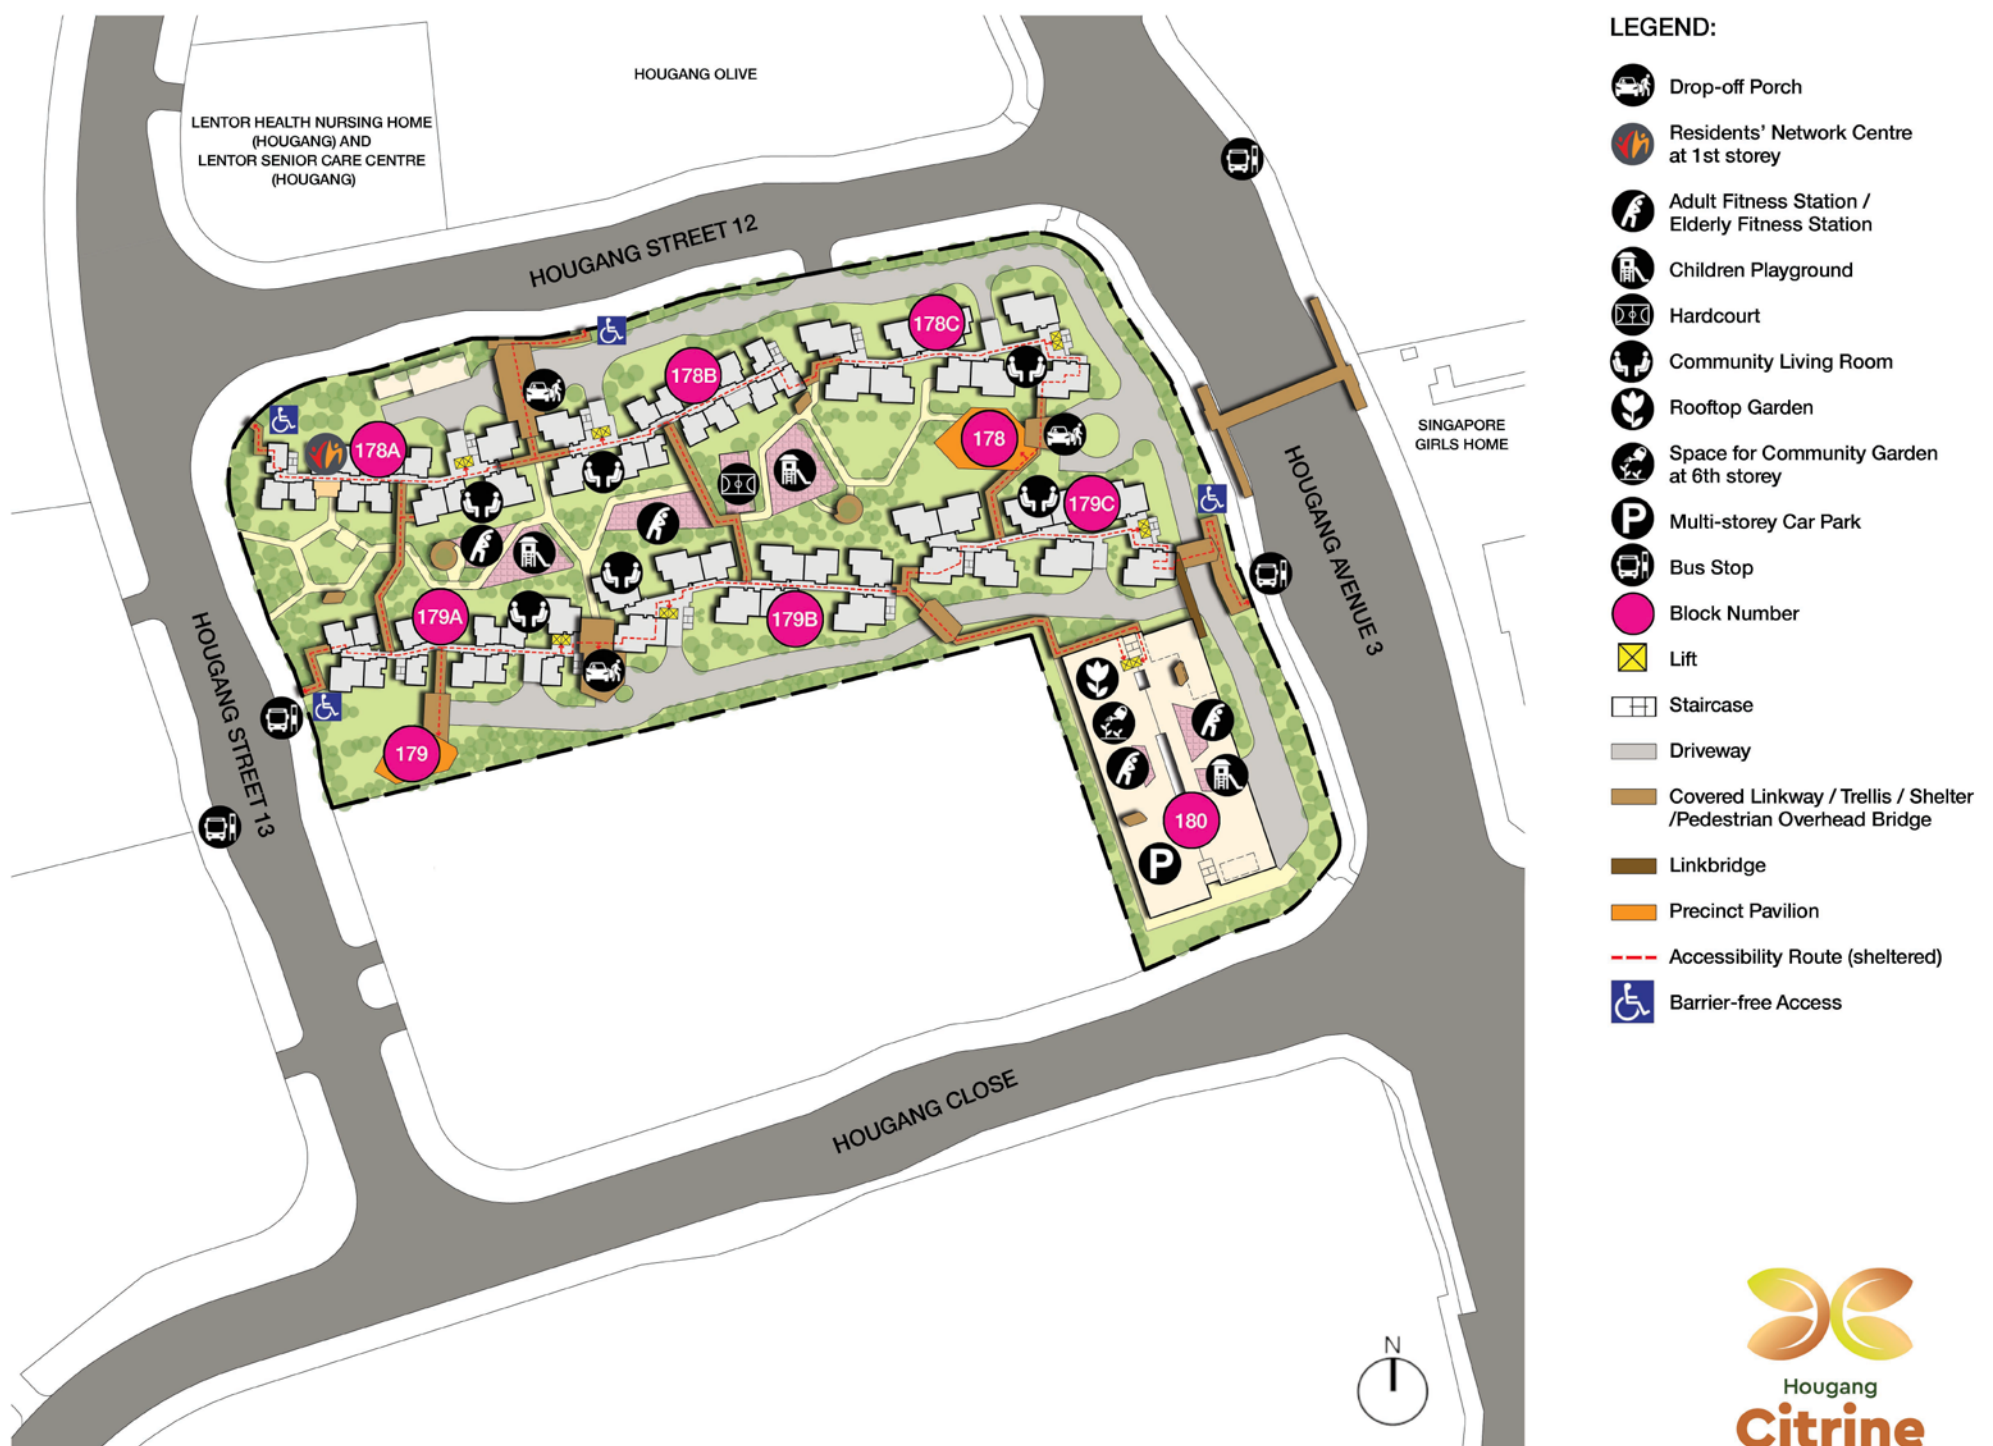 HOUGANG OLIVE
LENTOR HEALTH NURSING HOME
(HOUGANG) AND
LENTOR SENIOR CARE CENTRE
(HOUGANG)
HOUGANG STREET 12
178C
178B
178A
178
179C
SINGAPORE
GIRLS HOME
HOUGANG AVENUE 3
179A
179B
HOUGANG STREET 13
179
180
P
HOUGANG CLOSE
N
LEGEND:
Drop-off Porch
Residents' Network Centre
at 1st storey
Adult Fitness Station /
Elderly Fitness Station
Children Playground
Hardcourt
Community Living Room
Rooftop Garden
Space for Community Garden
at 6th storey
P
Multi-storey Car Park
Bus Stop
Block Number
Lift
Staircase
Driveway
Covered Linkway / Trellis / Shelter
/Pedestrian Overhead Bridge
Linkbridge
Precinct Pavilion
Accessibility Route (sheltered)
Barrier-free Access
Hougang
Citrine